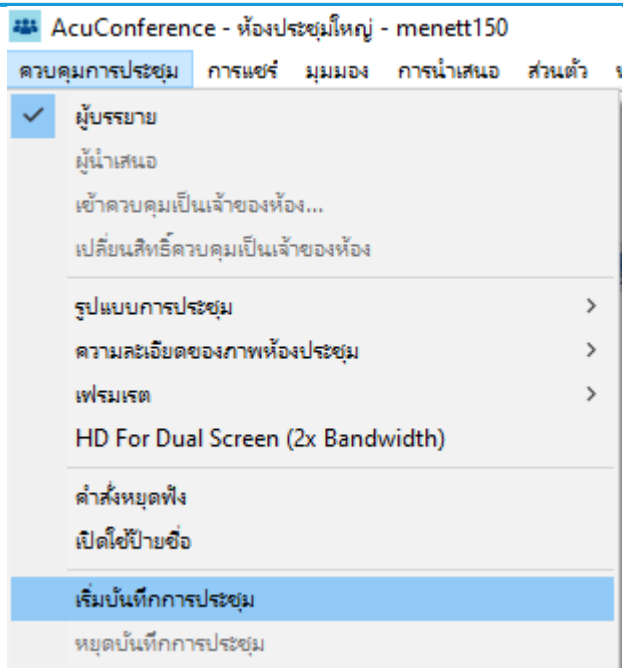 AcuConference - ห้องประชุมใหญ่ - menett150
ควบคุมการประชุม การแชร์ มุมมอง การนำเสนอ ส่วนตัว
ผู้บรรยาย
ผู้นำเสนอ
เข้าควบคุมเป็นเจ้าของห้อง...
เปลี่ยนสิทธิ์ควบคุมเป็นเจ้าของห้อง
รูปแบบการประชุม
ความละเอียดของภาพห้องประชุม
เฟรมเรต
HD For Dual Screen (2x Bandwidth)
คำสั่งหยุดฟัง
เปิดใช้ป้ายชื่อ
เริ่มบันทึกการประชุม
หยุดบันทึกการประชุม